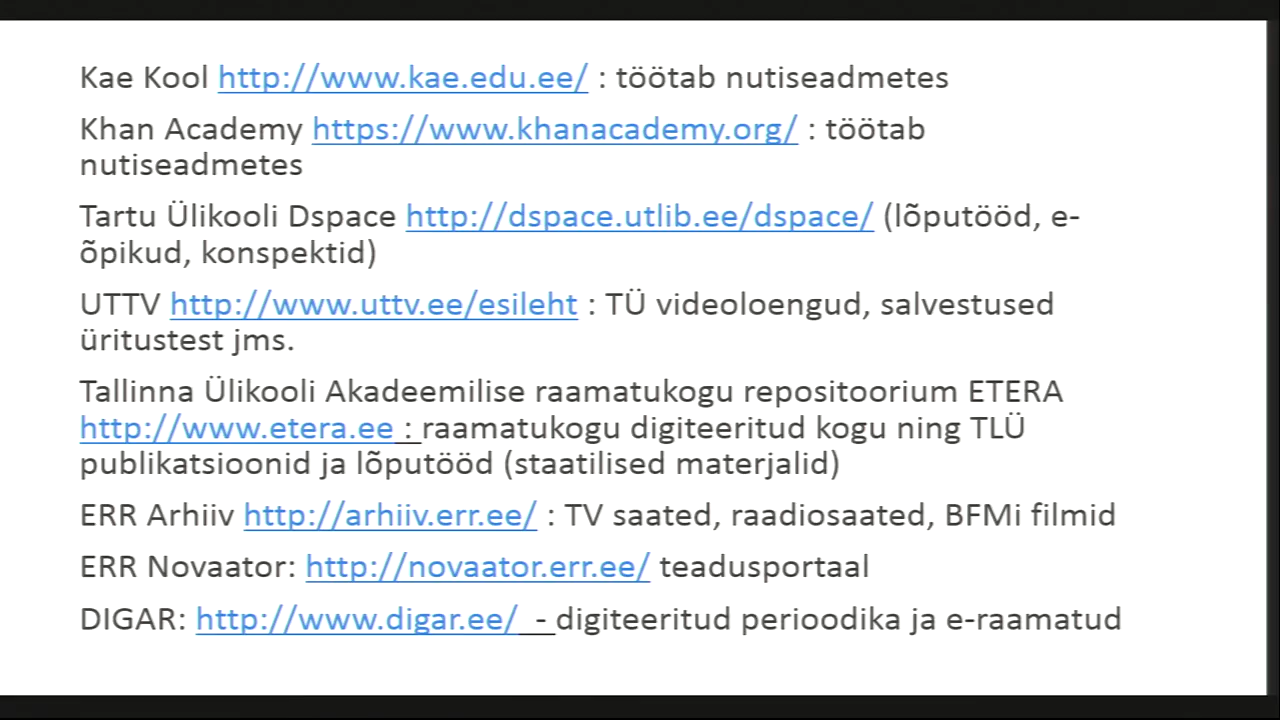 Kae Kool http://www.kae.edu.ee/ : töötab nutiseadmetes
Khan Academy https://www.khanacademy.org/ : töötab
nutiseadmetes
Tartu Ülikooli Dspace http://dspace.utlib.ee/dspace/ (lõputööd, e-
õpikud, konspektid)
UTTV http://www.uttv.ee/esileht : TÜ videoloengud, salvestused
üritustest jms.
Tallinna Ülikooli Akadeemilise raamatukogu repositoorium ETERA
http://www.etera.ee : raamatukogu digiteeritud kogu ning TLÜ
publikatsioonid ja lõputööd (staatilised materjalid)
ERR Arhiiv http://arhiiv.err.ee/ : TV saated, raadiosaated, BFMi filmid
ERR Novaator: http://novaator.err.ee/ teadusportaal
DIGAR: http://www.digar.ee/ - digiteeritud perioodika ja e-raamatud